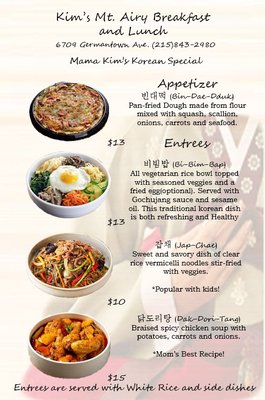 Kim's Mt. Airy Breakfast
and Lunch
6709 Germantown Ave. (215)843-2980
Mama Kim's Korean Special
Appetizer
빈대떡 (Bin-Dae-Dduk)
Pan-fried Dough made from flour
mixed with squash, scallion,
onions, carrots and seafood.
$13
Entrees
비빔밥 (Bi-Bim-Bap)
All vegetarian rice bowl topped
with seasoned veggies and a
fried egg(optional). Served with
Gochujang sauce and sesame
oil. This traditional korean dish
is both refreshing and Healthy
$13
잡채 (Jap-Chae)
Sweet and savory dish of clear
rice vermicelli noodles stir-fried
with veggies.
*Popular with kids!
$10
닭도리탕 (Dak-Dori-Tang)
Braised spicy chicken soup with
potatoes, carrots and onions.
*Mom's Best Recipe!
$15
Entrees are served with White Rice and side dishes